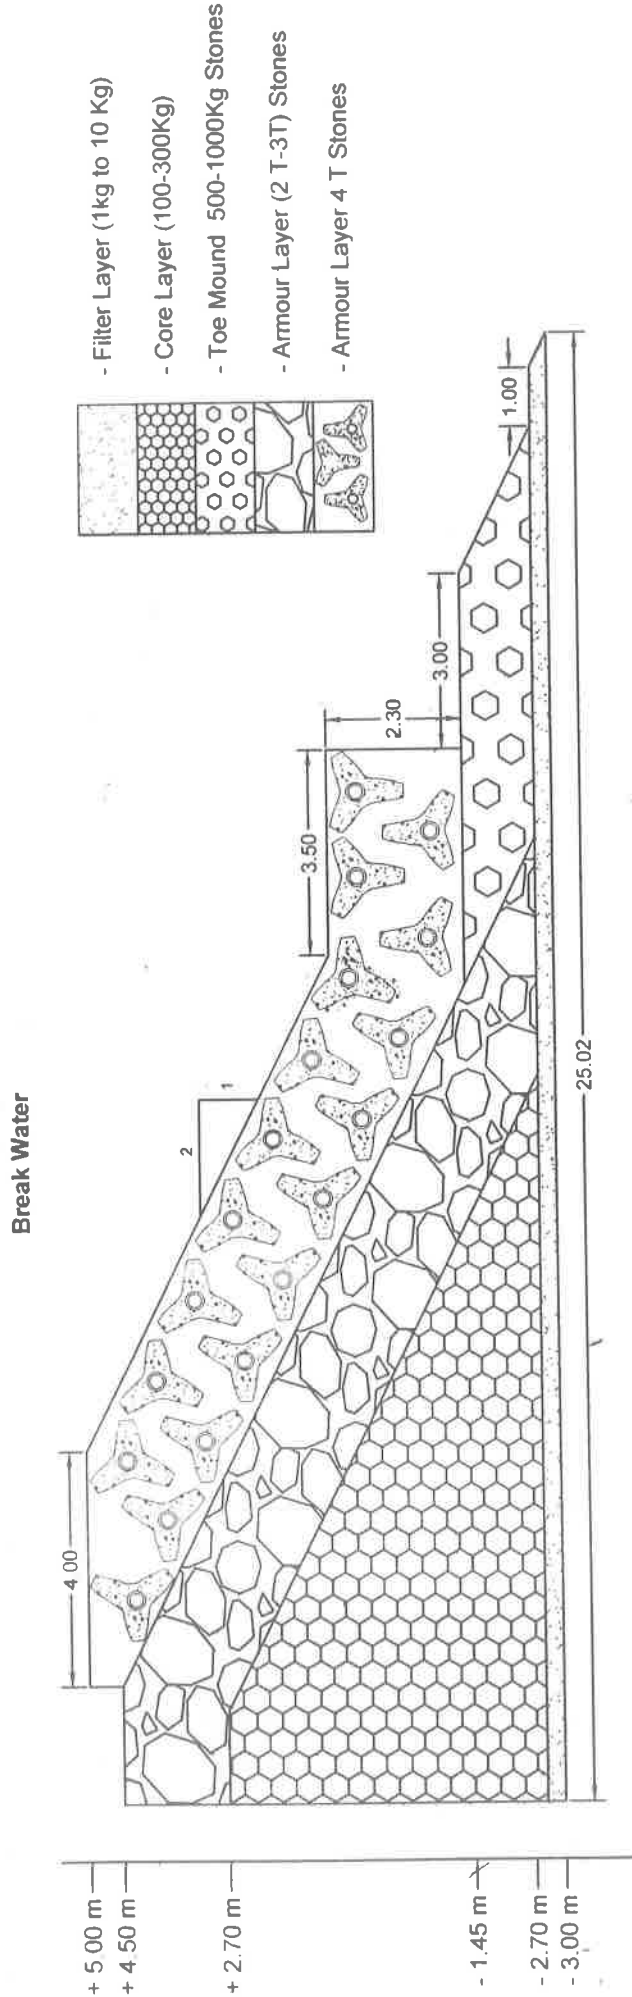 Break Water
+ 5.00 m
+ 4.50 m
+ 2.70 m
- 1.45 m
- 2.70 m
- 3.00 m
4 00
2
1
3.50
2.30
3.00
1.00
25.02
- Filter Layer (1kg to 10 Kg)
- Core Layer (100-300Kg)
- Toe Mound 500-1000Kg Stones
- Armour Layer (2 T-3T) Stones
- Armour Layer 4 T Stones